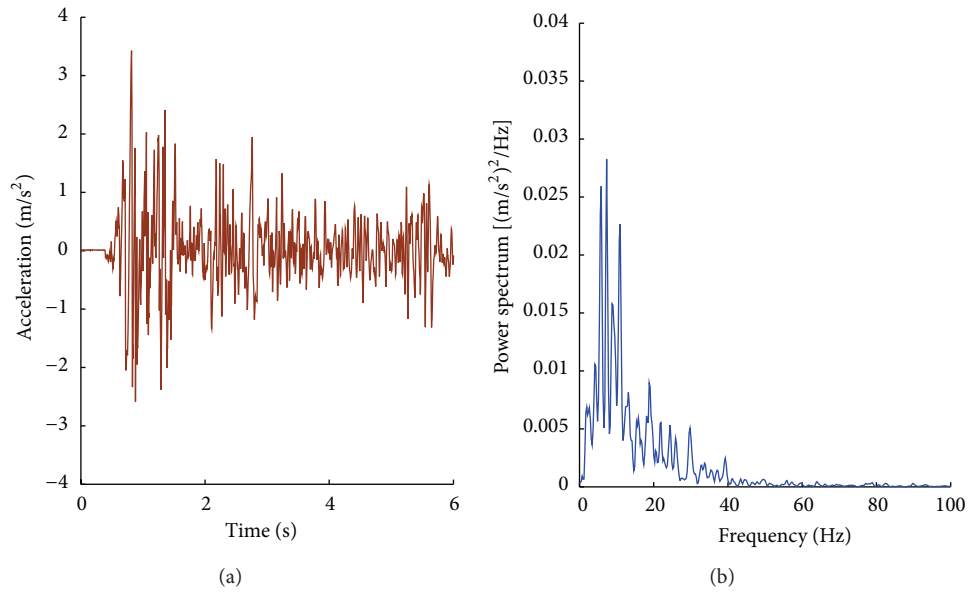 4
3
2
1
0
−1
−2
−3
−4
Acceleration (m/s²)
0 2 4 6
Time (s)
(a)
0.04
0.035
0.03
0.025
0.02
0.015
0.01
0.005
0
Power spectrum [(m/s²)²/Hz]
0 20 40 60 80 100
Frequency (Hz)
(b)